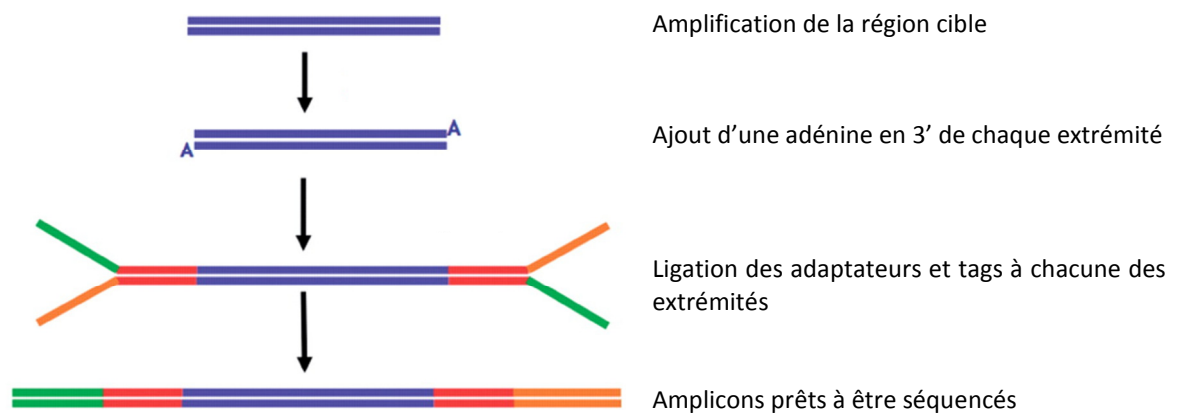 Amplification de la région cible
A
A
Ajout d’une adénine en 3’ de chaque extrémité
Ligation des adaptateurs et tags à chacune des
extrémités
Amplicons prêts à être séquencés